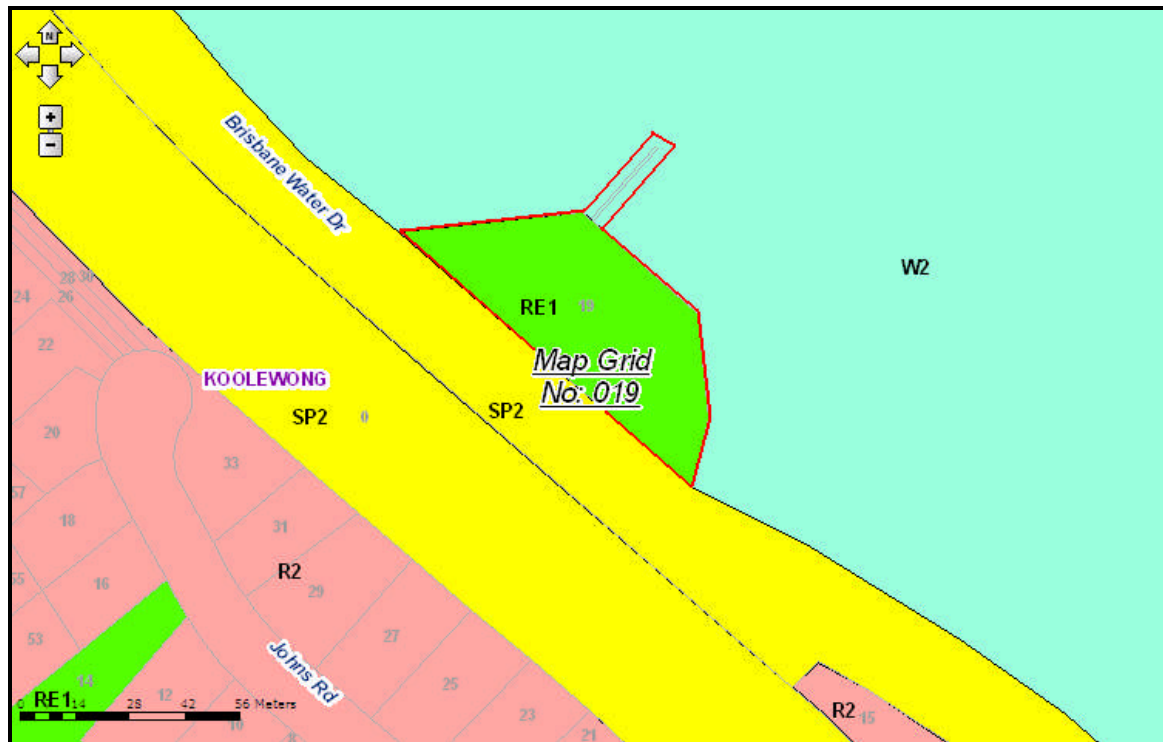 N
+
-
Brisbane Water Dr
W2
28 30
24
26
RE1
19
22
Map Grid
No: 019
KOOLEWONG
SP2
0
SP2
20
33
57
18
31
R2
55
16
29
53
27
Johns Rd
14
12
25
RE1
0 14 28 42 56 Meters
10
8
23
21
R2
15